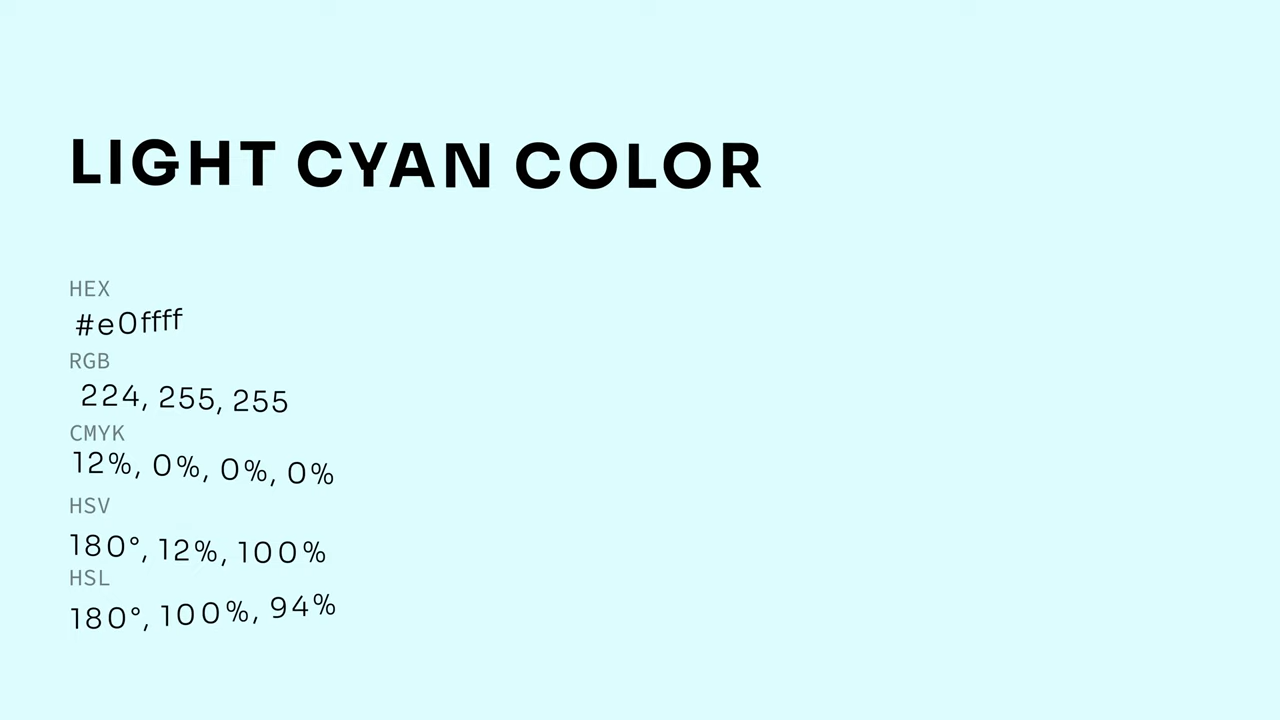 LIGHT CYAN COLOR
HEX
#e0ffff
RGB
224, 255, 255
CMYK
12%, 0%, 0%, 0%
HSV
180°, 12%, 100%
HSL
180°, 100%, 94%